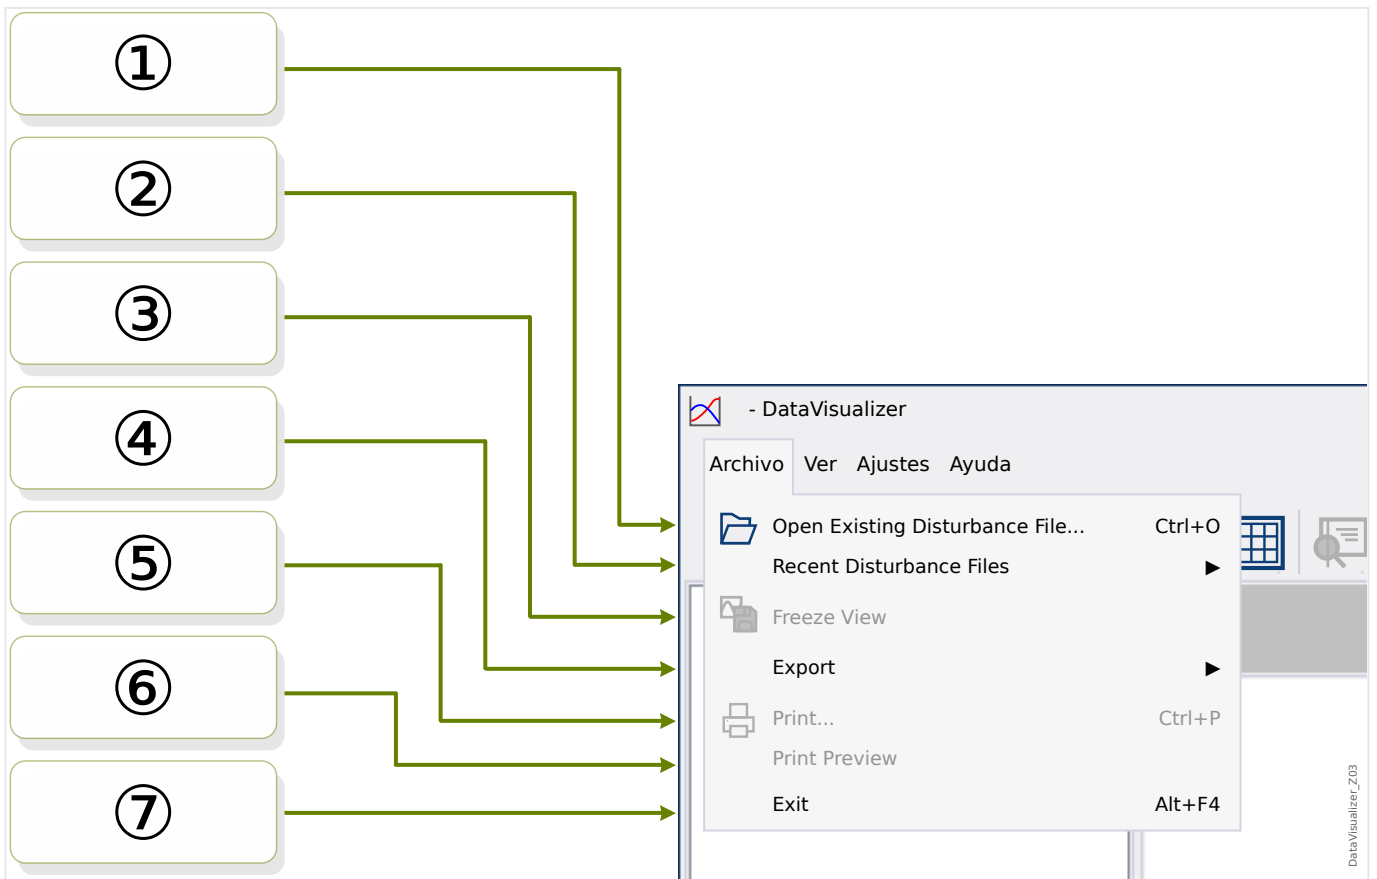 ①
②
③
④
⑤
⑥
⑦
- DataVisualizer
Archivo Ver Ajustes Ayuda
Open Existing Disturbance File... Ctrl+O
Recent Disturbance Files ▶
Freeze View
Export ▶
Print... Ctrl+P
Print Preview
Exit Alt+F4
DataVisualizer_Z03